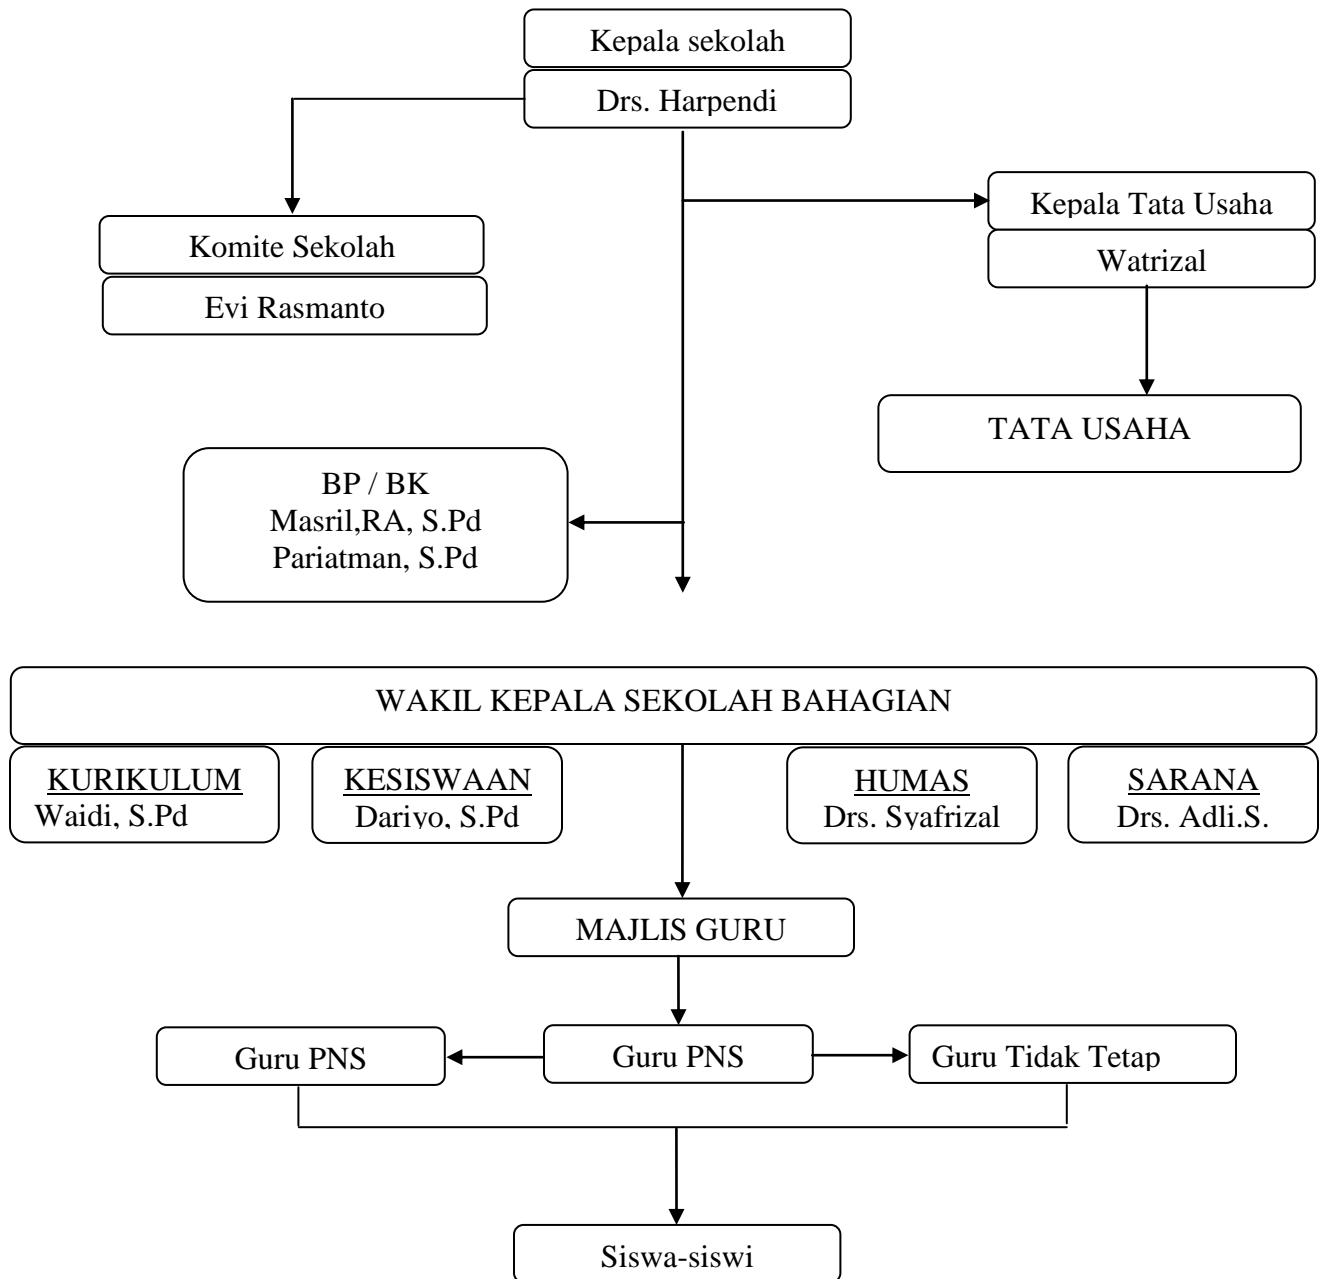 Kepala sekolah
Drs. Harpendi
Kepala Tata Usaha
Watrizal
Komite Sekolah
Evi Rasmanto
TATA USAHA
BP / BK
Masril,RA, S.Pd
Pariatman, S.Pd
WAKIL KEPALA SEKOLAH BAHAGIAN
KURIKULUM
Waidi, S.Pd
KESISWAAN
Dariyo, S.Pd
HUMAS
Drs. Syafrizal
SARANA
Drs. Adli.S.
MAJLIS GURU
Guru PNS
Guru PNS
Guru Tidak Tetap
Siswa-siswi